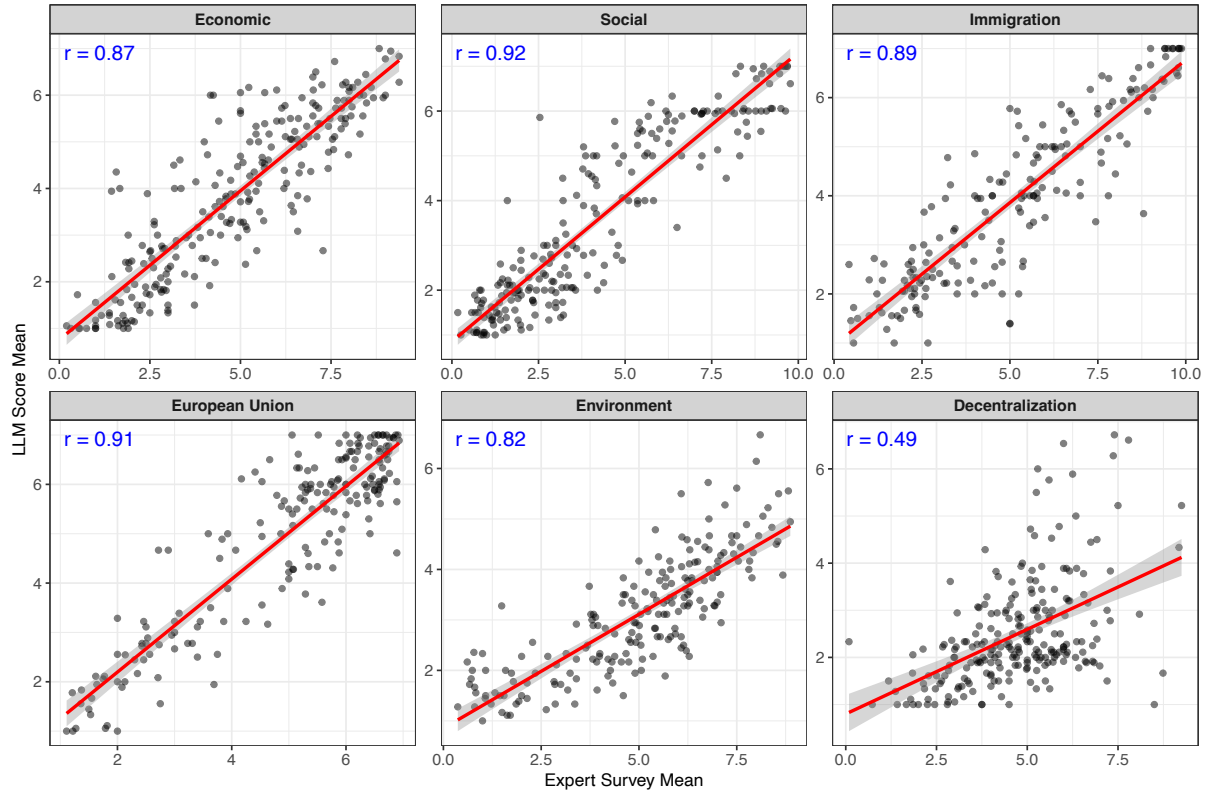 Economic
Social
Immigration
r = 0.87
r = 0.92
r = 0.89
6
4
2
6
4
2
6
4
2
0.0 2.5 5.0 7.5
0.0 2.5 5.0 7.5 10.0
0.0 2.5 5.0 7.5 10.0
LLM Score Mean
European Union
Environment
Decentralization
r = 0.91
r = 0.82
r = 0.49
6
4
2
6
4
2
6
4
2
2 4 6
0.0 2.5 5.0 7.5
0.0 2.5 5.0 7.5
Expert Survey Mean